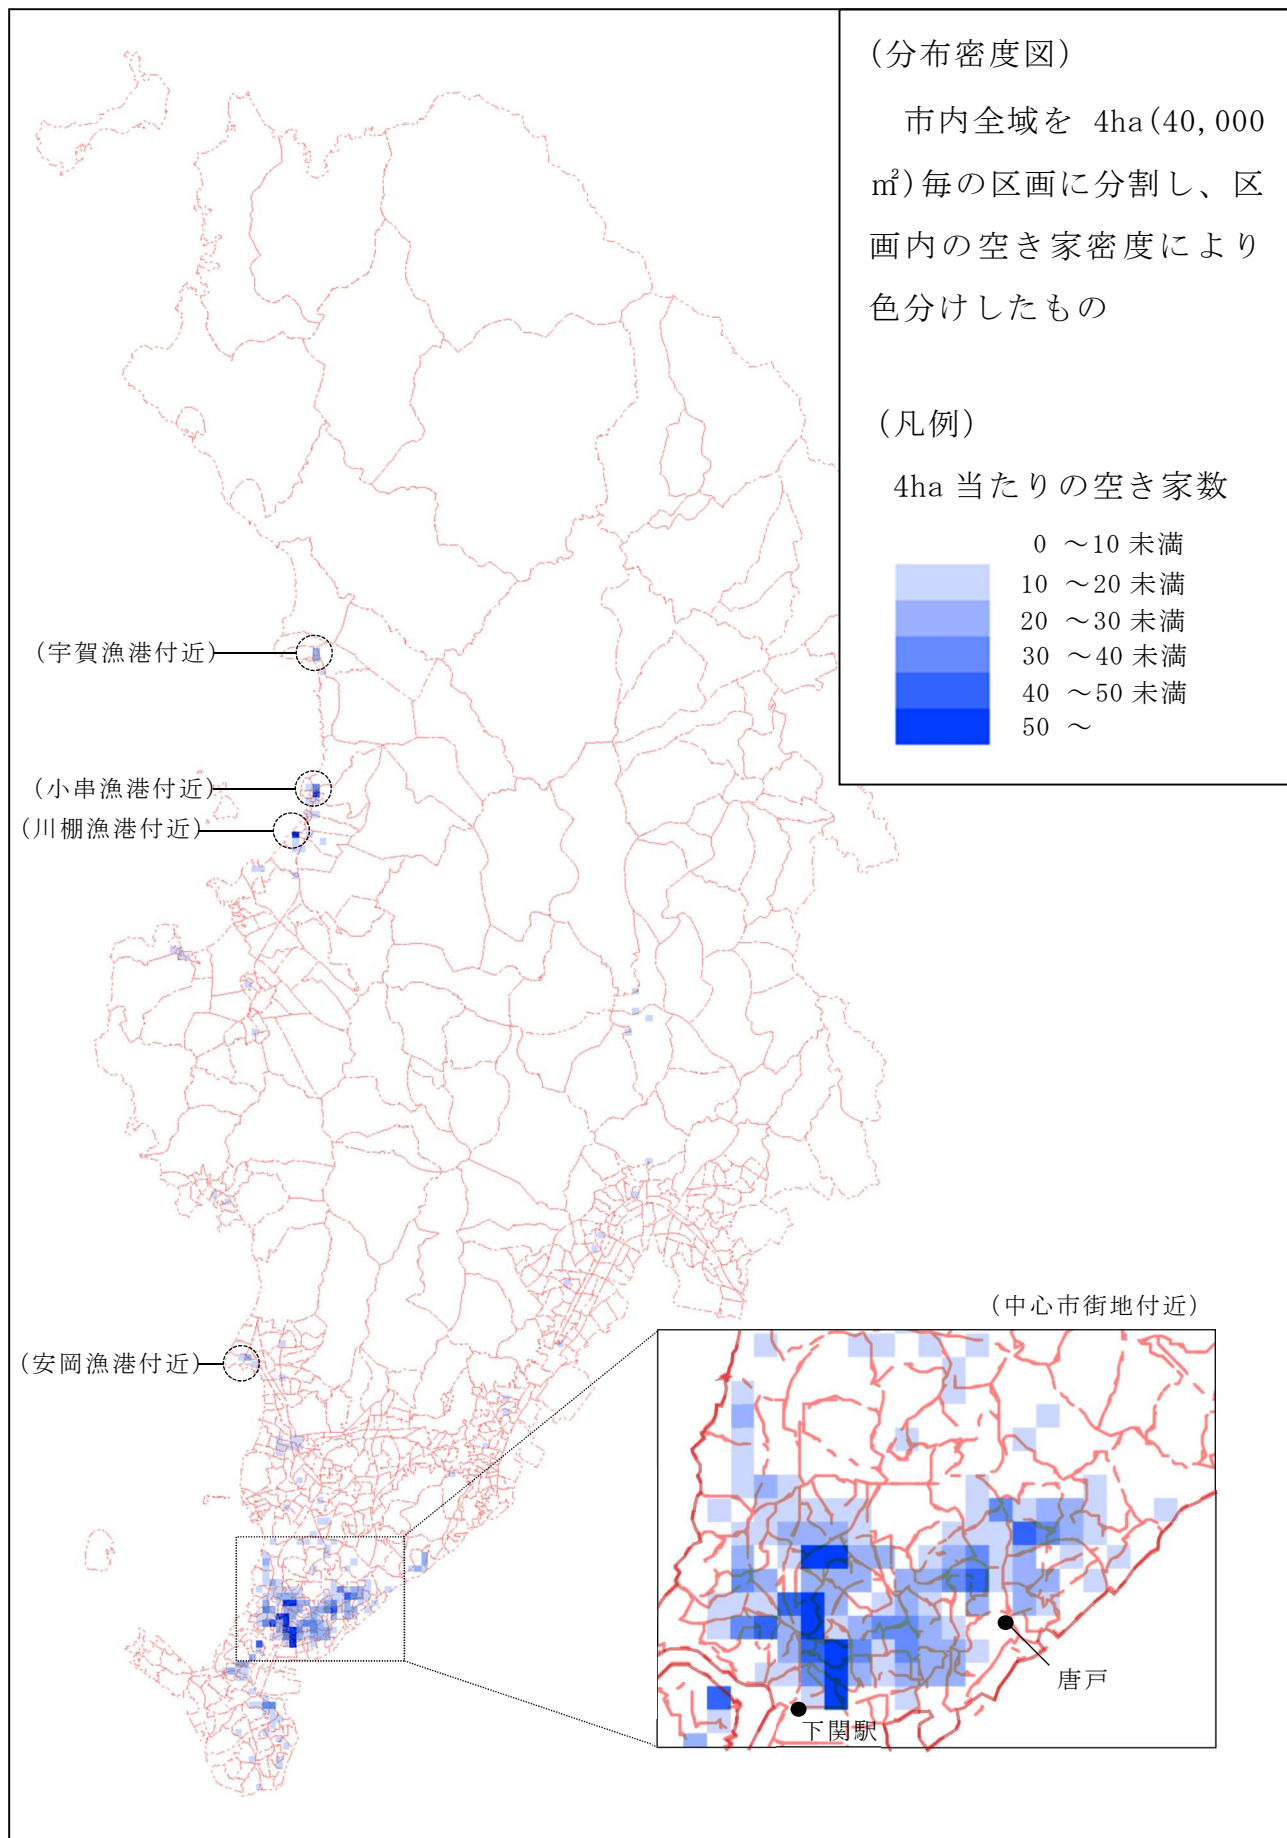 (分布密度図)
市内全域を 4ha(40,000
㎡)毎の区画に分割し、区
画内の空き家密度により
色分けしたもの
(凡例)
4ha 当たりの空き家数
0 ~10 未満
10 ~20 未満
20 ~30 未満
30 ~40 未満
40 ~50 未満
50 ~
(宇賀漁港付近)
(小串漁港付近)
(川棚漁港付近)
(安岡漁港付近)
(中心市街地付近)
唐戸
下関駅